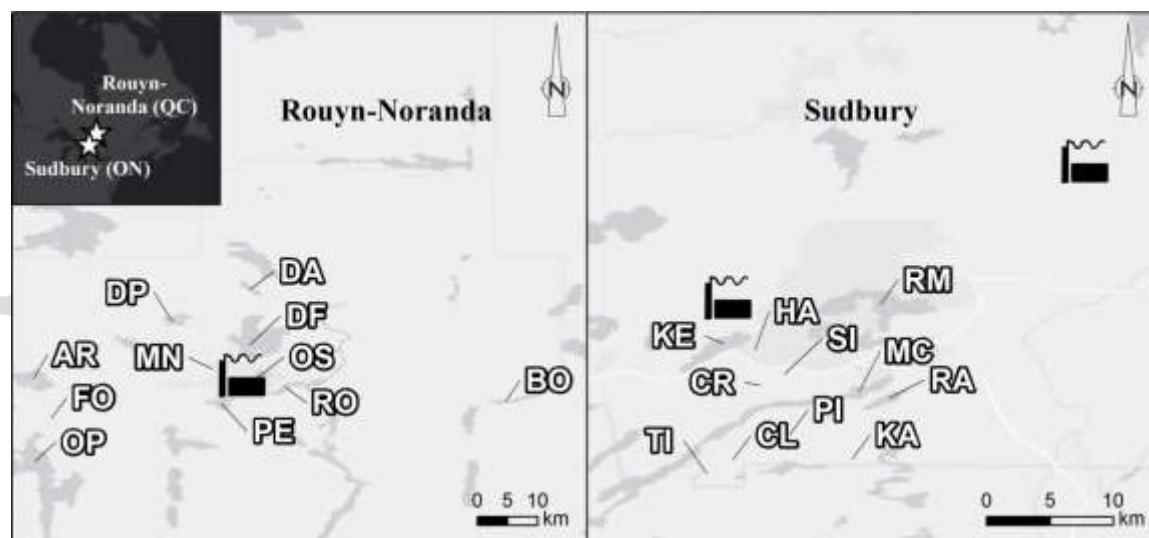 Rouyn-
Noranda (QC)
Sudbury (ON)
Rouyn-Noranda
N
DA
DP
DF
AR
MN
OS
BO
FO
RO
PE
OP
0 5 10
km
Sudbury
N
RM
HA
KE
SI
MC
CR
RA
PI
TI
CL
KA
0 5 10
km